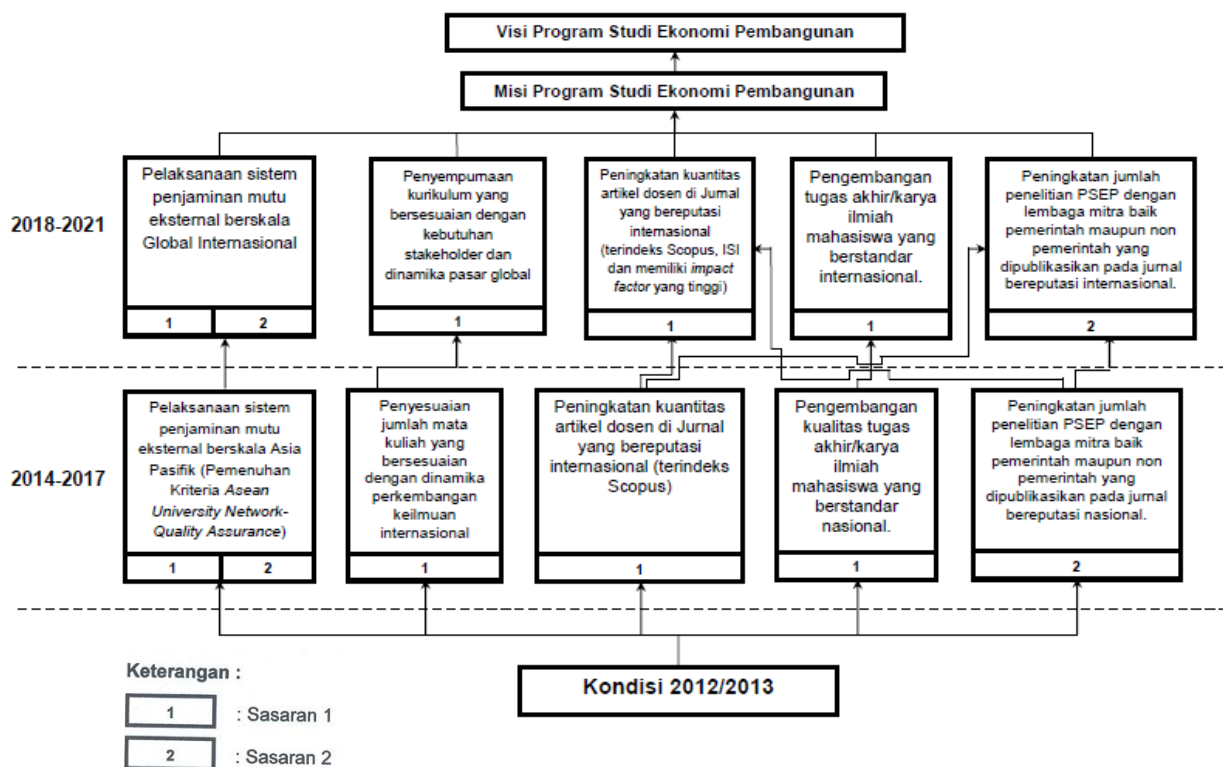 Visi Program Studi Ekonomi Pembangunan
Misi Program Studi Ekonomi Pembangunan
2018-2021
Pelaksanaan sistem
penjaminan mutu
eksternal berskala
Global Internasional
1
2
Penyempurnaan
kurikulum yang
bersesuaian dengan
kebutuhan
stakeholder dan
dinamika pasar global
1
Peningkatan kuantitas
artikel dosen di Jurnal
yang bereputasi
internasional
(terindeks Scopus, ISI
dan memiliki impact
factor yang tinggi)
1
Pengembangan
tugas akhir/karya
ilmiah
mahasiswa yang
berstandar
internasional.
1
Peningkatan jumlah
penelitian PSEP dengan
lembaga mitra baik
pemerintah maupun non
pemerintah yang
dipublikasikan pada jurnal
bereputasi internasional.
2
2014-2017
Pelaksanaan sistem
penjaminan mutu
eksternal berskala Asia
Pasifik (Pemenuhan
Kriteria Asean
University Network-
Quality Assurance)
1
2
Penyesuaian
jumlah mata
kuliah yang
bersesuaian
dengan dinamika
perkembangan
keilmuan
internasional
1
Peningkatan kuantitas
artikel dosen di Jurnal
yang bereputasi
internasional (terindeks
Scopus)
1
Pengembangan
kualitas tugas
akhir/karya
ilmiah
mahasiswa yang
berstandar
nasional.
1
Peningkatan jumlah
penelitian PSEP dengan
lembaga mitra baik
pemerintah maupun non
pemerintah yang
dipublikasikan pada jurnal
bereputasi nasional.
2
Kondisi 2012/2013
Keterangan :
1 : Sasaran 1
2 : Sasaran 2